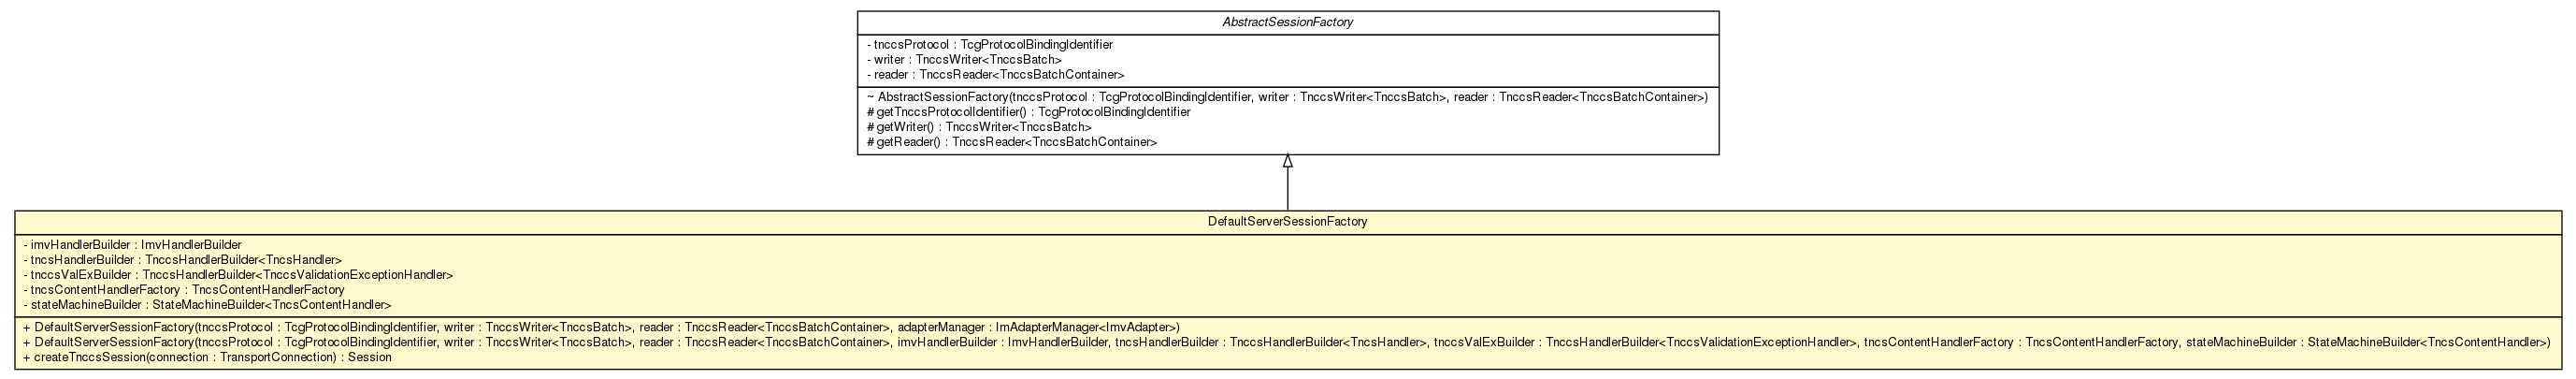 AbstractSessionFactory
- tnccsProtocol : TcgProtocolBindingIdentifier
- writer : TnccsWriter<TnccsBatch>
- reader : TnccsReader<TnccsBatchContainer>
~ AbstractSessionFactory(tnccsProtocol : TcgProtocolBindingIdentifier, writer : TnccsWriter<TnccsBatch>, reader : TnccsReader<TnccsBatchContainer>)
# getTnccsProtocolIdentifier() : TcgProtocolBindingIdentifier
# getWriter() : TnccsWriter<TnccsBatch>
# getReader() : TnccsReader<TnccsBatchContainer>
DefaultServerSessionFactory
- imvHandlerBuilder : ImvHandlerBuilder
- tncsHandlerBuilder : TnccsHandlerBuilder<TncsHandler>
- tnccsValExBuilder : TnccsHandlerBuilder<TnccsValidationExceptionHandler>
- tncsContentHandlerFactory : TncsContentHandlerFactory
- stateMachineBuilder : StateMachineBuilder<TncsContentHandler>
+ DefaultServerSessionFactory(tnccsProtocol : TcgProtocolBindingIdentifier, writer : TnccsWriter<TnccsBatch>, reader : TnccsReader<TnccsBatchContainer>, adapterManager : ImAdapterManager<ImvAdapter>)
+ DefaultServerSessionFactory(tnccsProtocol : TcgProtocolBindingIdentifier, writer : TnccsWriter<TnccsBatch>, reader : TnccsReader<TnccsBatchContainer>, imvHandlerBuilder : ImvHandlerBuilder, tncsHandlerBuilder : TnccsHandlerBuilder<TncsHandler>, tnccsValExBuilder : TnccsHandlerBuilder<TnccsValidationExceptionHandler>, tncsContentHandlerFactory : TncsContentHandlerFactory, stateMachineBuilder : StateMachineBuilder<TncsContentHandler>)
+ createTnccsSession(connection : TransportConnection) : Session